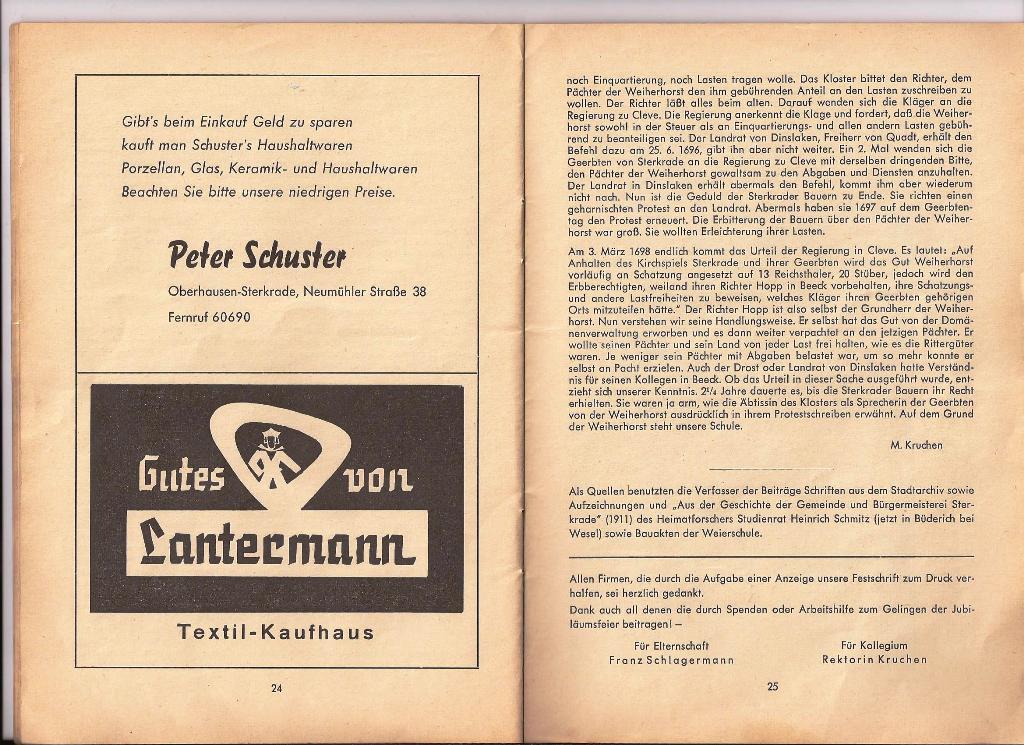 Gibt's beim Einkauf Geld zu sparen
kauft man Schuster's Haushaltwaren
Porzellan, Glas, Keramik- und Haushaltwaren
Beachten Sie bitte unsere niedrigen Preise.
Peter Schuster
Oberhausen-Sterkrade, Neumühler Straße 38
Fernruf 60690
Gutes von
Lantermann
Textil-Kaufhaus
24
noch Einquartierung, noch Lasten tragen wolle. Das Kloster bittet den Richter, dem
Pächter der Weiherhorst den ihm gebührenden Anteil an den Lasten zuschreiben zu
wollen. Der Richter läßt alles beim alten. Darauf wenden sich die Kläger an die
Regierung zu Cleve. Die Regierung anerkennt die Klage und fordert, daß die Weiher-
horst sowohl in der Steuer als an Einquartierungs- und allen andern Lasten gebüh-
rend zu beanteiligen sei. Der Landrat von Dinslaken, Freiherr von Quadt, erhält den
Befehl dazu am 25. 6. 1696, gibt ihn aber nicht weiter. Ein 2. Mal wenden sich die
Geerbten von Sterkrade an die Regierung zu Cleve mit derselben dringenden Bitte,
den Pächter der Weiherhorst gewaltsam zu den Abgaben und Diensten anzuhalten.
Der Landrat in Dinslaken erhält abermals den Befehl, kommt ihm aber wiederum
nicht nach. Nun ist die Geduld der Sterkrader Bauern zu Ende. Sie richten einen
geharnischten Protest an den Landrat. Abermals haben sie 1697 auf dem Geerbten-
tag den Protest erneuert. Die Erbitterung der Bauern über den Pächter der Weiher-
horst war groß. Sie wollten Erleichterung ihrer Lasten.
Am 3. März 1698 endlich kommt das Urteil der Regierung in Cleve. Es lautet: „Auf
Anhalten des Kirchspiels Sterkrade und ihrer Geerbten wird das Gut Weiherhorst
vorläufig an Schatzung angesetzt auf 13 Reichsthaler, 20 Stüber, jedoch wird den
Erbberechtigten, weiland ihren Richter Hopp in Beeck vorbehalten, ihre Schatzungs-
und andere Lastfreiheiten zu beweisen, welches Kläger ihren Geerbten gehörigen
Orts mitzuteilen hätte.“ Der Richter Hopp ist also selbst der Grundherr der Weiher-
horst. Nun verstehen wir seine Handlungsweise. Er selbst hat das Gut von der Domä-
nenverwaltung erworben und es dann weiter verpachtet an den jetzigen Pächter. Er
wollte seinen Pächter und sein Land von jeder Last frei halten, wie es die Rittergüter
waren. Je weniger sein Pächter mit Abgaben belastet war, um so mehr konnte er
selbst an Pacht erzielen. Auch der Drost oder Landrat von Dinslaken hatte Verständ-
nis für seinen Kollegen in Beeck. Ob das Urteil in dieser Sache ausgeführt wurde, ent-
zieht sich unserer Kenntnis. 2¼ Jahre dauerte es, bis die Sterkrader Bauern ihr Recht
erhielten. Sie waren ja arm, wie die Äbtissin des Klosters als Sprecherin der Geerbten
von der Weiherhorst ausdrücklich in ihrem Protestschreiben erwähnt. Auf dem Grund
der Weiherhorst steht unsere Schule.
M. Kruchen
Als Quellen benutzten die Verfasser der Beiträge Schriften aus dem Stadtarchiv sowie
Aufzeichnungen und „Aus der Geschichte der Gemeinde und Bürgermeisterei Ster-
krade“ (1911) des Heimatforschers Studienrat Heinrich Schmitz (jetzt in Büderich bei
Wesel) sowie Bauakten der Weierschule.
Allen Firmen, die durch die Aufgabe einer Anzeige unsere Festschrift zum Druck ver-
halfen, sei herzlich gedankt.
Dank auch all denen die durch Spenden oder Arbeitshilfe zum Gelingen der Jubi-
läumsfeier beitragen! —
Für Elternschaft Für Kollegium
Franz Schlagermann Rektorin Kruchen
25